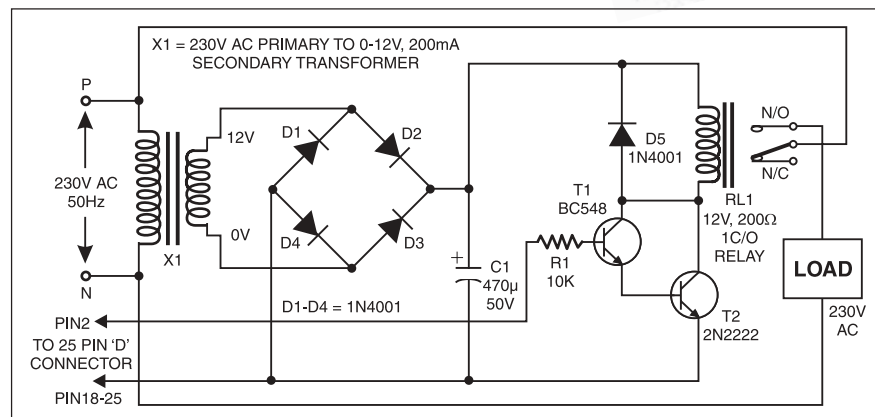 X1 = 230V AC PRIMARY TO 0-12V, 200mA
SECONDARY TRANSFORMER
P
230V AC
50Hz
N
X1
12V
0V
D1
D2
D4
D3
D1-D4 = 1N4001
+
C1
470µ
50V
R1
10K
T1
BC548
D5
1N4001
T2
2N2222
N/O
N/C
RL1
12V, 200Ω
1C/O
RELAY
LOAD
230V
AC
PIN2
TO 25 PIN ‘D’
CONNECTOR
PIN18-25